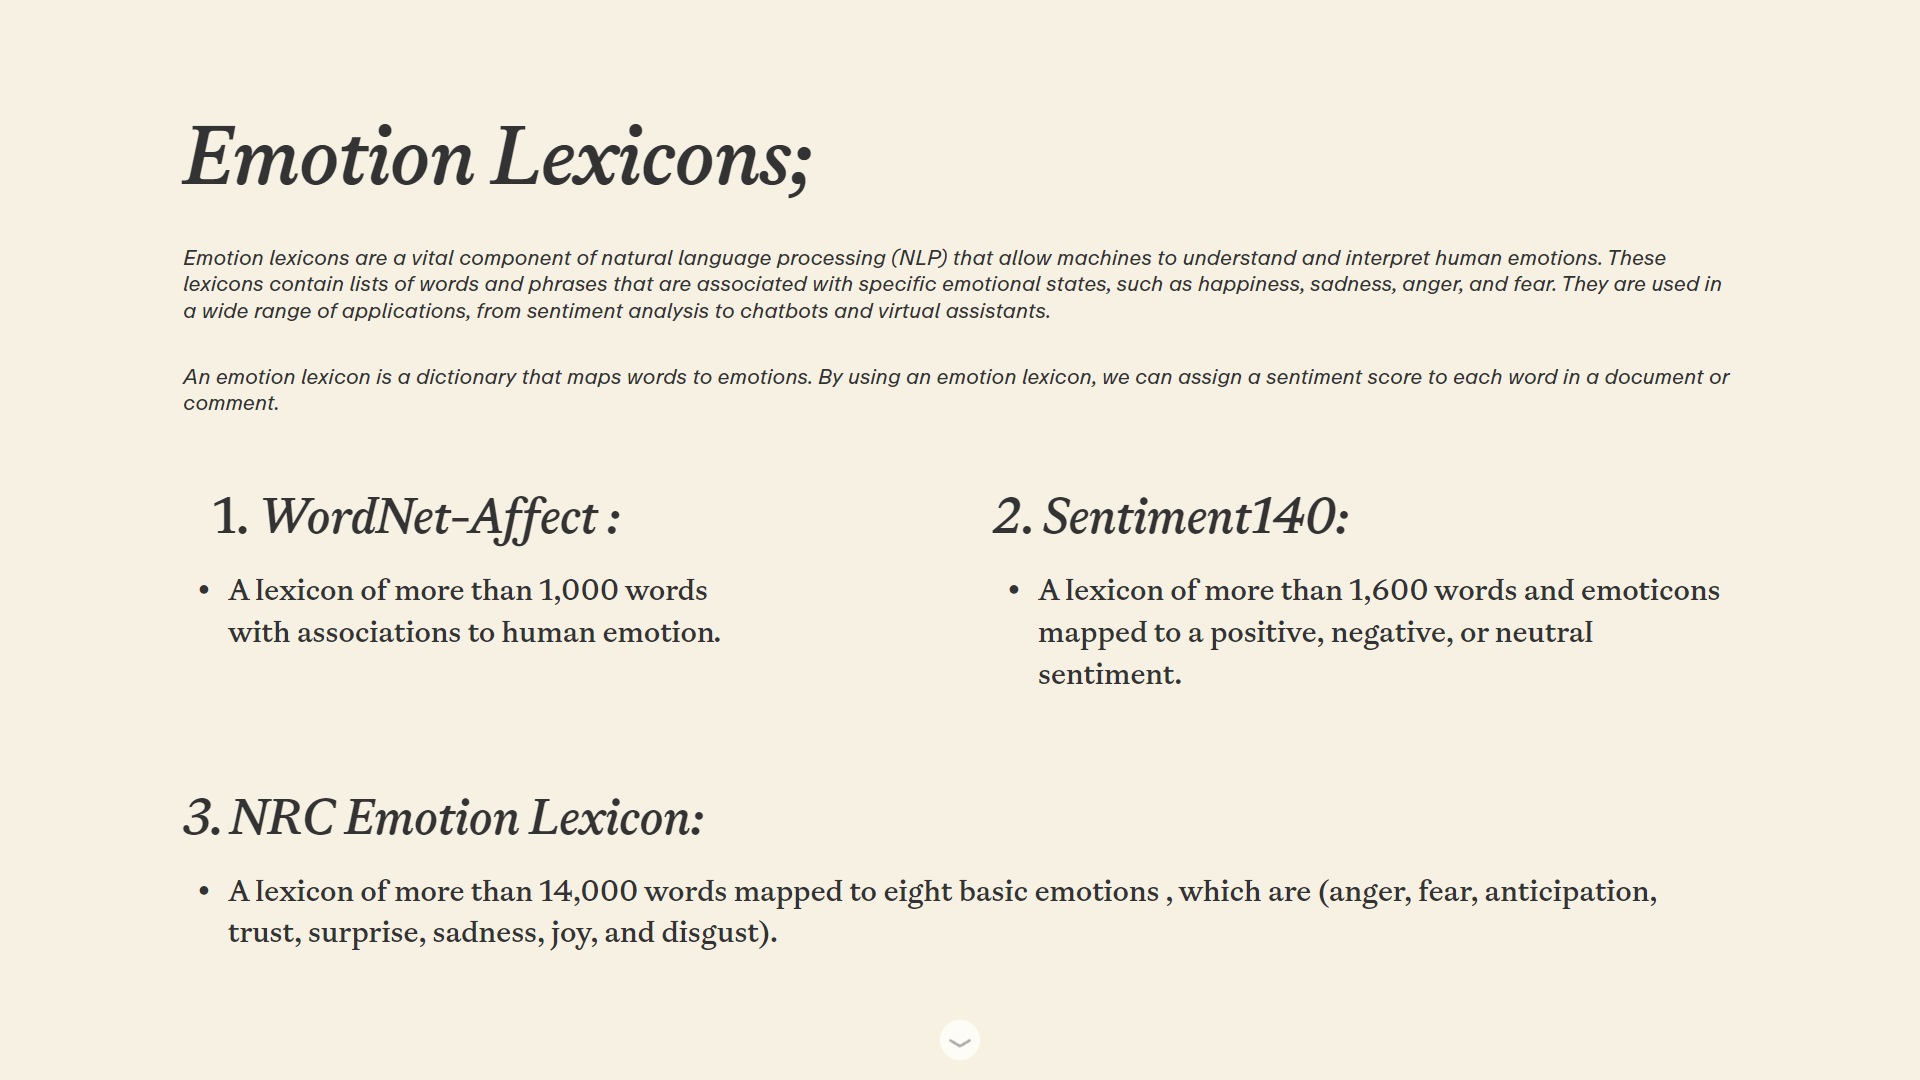 Emotion Lexicons;
Emotion lexicons are a vital component of natural language processing (NLP) that allow machines to understand and interpret human emotions. These
lexicons contain lists of words and phrases that are associated with specific emotional states, such as happiness, sadness, anger, and fear. They are used in
a wide range of applications, from sentiment analysis to chatbots and virtual assistants.
An emotion lexicon is a dictionary that maps words to emotions. By using an emotion lexicon, we can assign a sentiment score to each word in a document or
comment.
1. WordNet-Affect :
• A lexicon of more than 1,000 words
with associations to human emotion.
2. Sentiment140:
• A lexicon of more than 1,600 words and emoticons
mapped to a positive, negative, or neutral
sentiment.
3. NRC Emotion Lexicon:
• A lexicon of more than 14,000 words mapped to eight basic emotions , which are (anger, fear, anticipation,
trust, surprise, sadness, joy, and disgust).